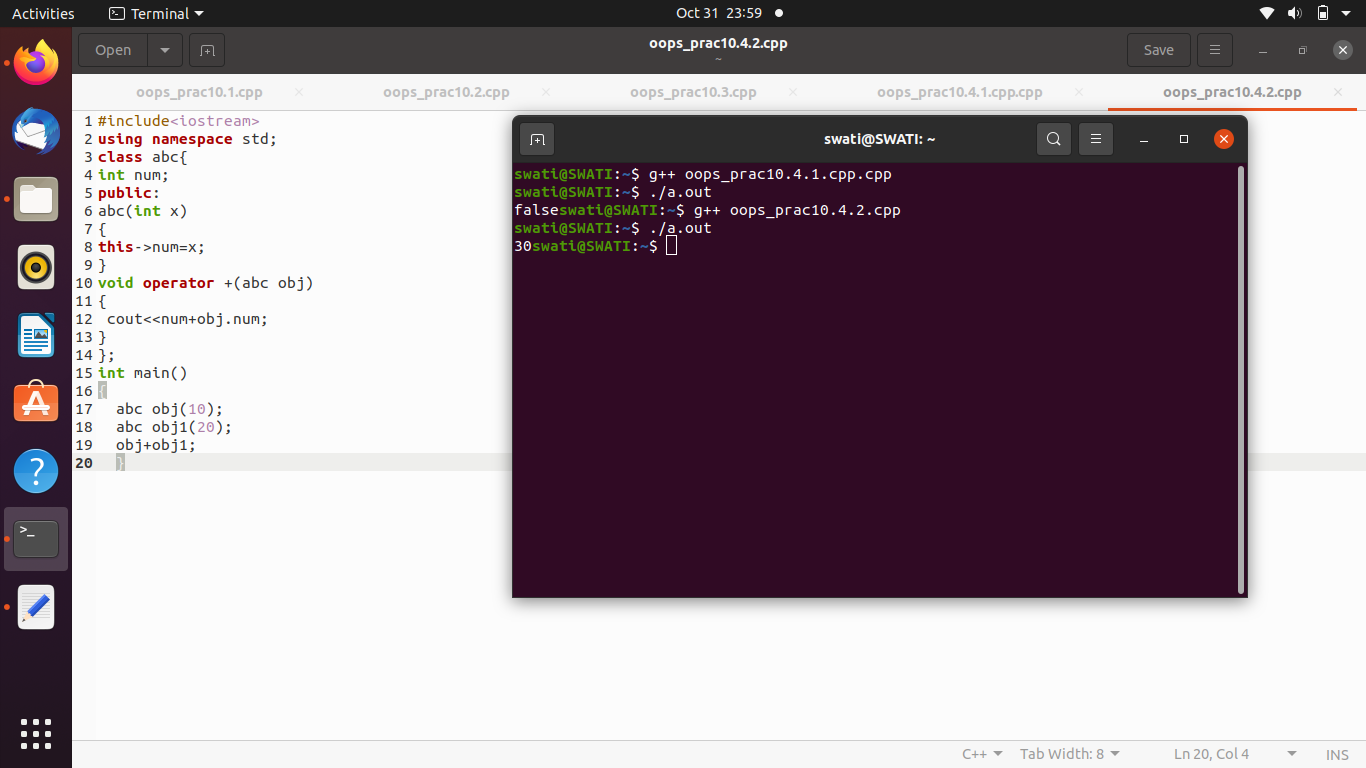 Activities Terminal Oct 31 23:59
Open oops_prac10.4.2.cpp Save
~
oops_prac10.1.cpp oops_prac10.2.cpp oops_prac10.3.cpp oops_prac10.4.1.cpp.cpp oops_prac10.4.2.cpp
1 #include<iostream>
2 using namespace std;
3 class abc{
4 int num;
5 public:
6 abc(int x)
7 {
8 this->num=x;
9 }
10 void operator +(abc obj)
11 {
12  cout<<num+obj.num;
13 }
14 };
15 int main()
16 {
17   abc obj(10);
18   abc obj1(20);
19   obj+obj1;
20   }
swati@SWATI: ~
swati@SWATI:~$ g++ oops_prac10.4.1.cpp.cpp
swati@SWATI:~$ ./a.out
falseswati@SWATI:~$ g++ oops_prac10.4.2.cpp
swati@SWATI:~$ ./a.out
30swati@SWATI:~$
C++ Tab Width: 8 Ln 20, Col 4 INS